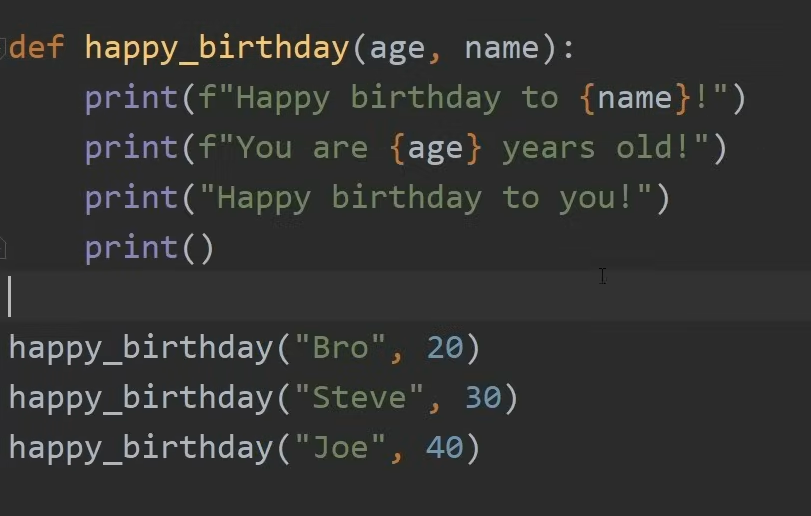 def happy_birthday(age, name):
    print(f"Happy birthday to {name}!")
    print(f"You are {age} years old!")
    print("Happy birthday to you!")
    print()
happy_birthday("Bro", 20)
happy_birthday("Steve", 30)
happy_birthday("Joe", 40)